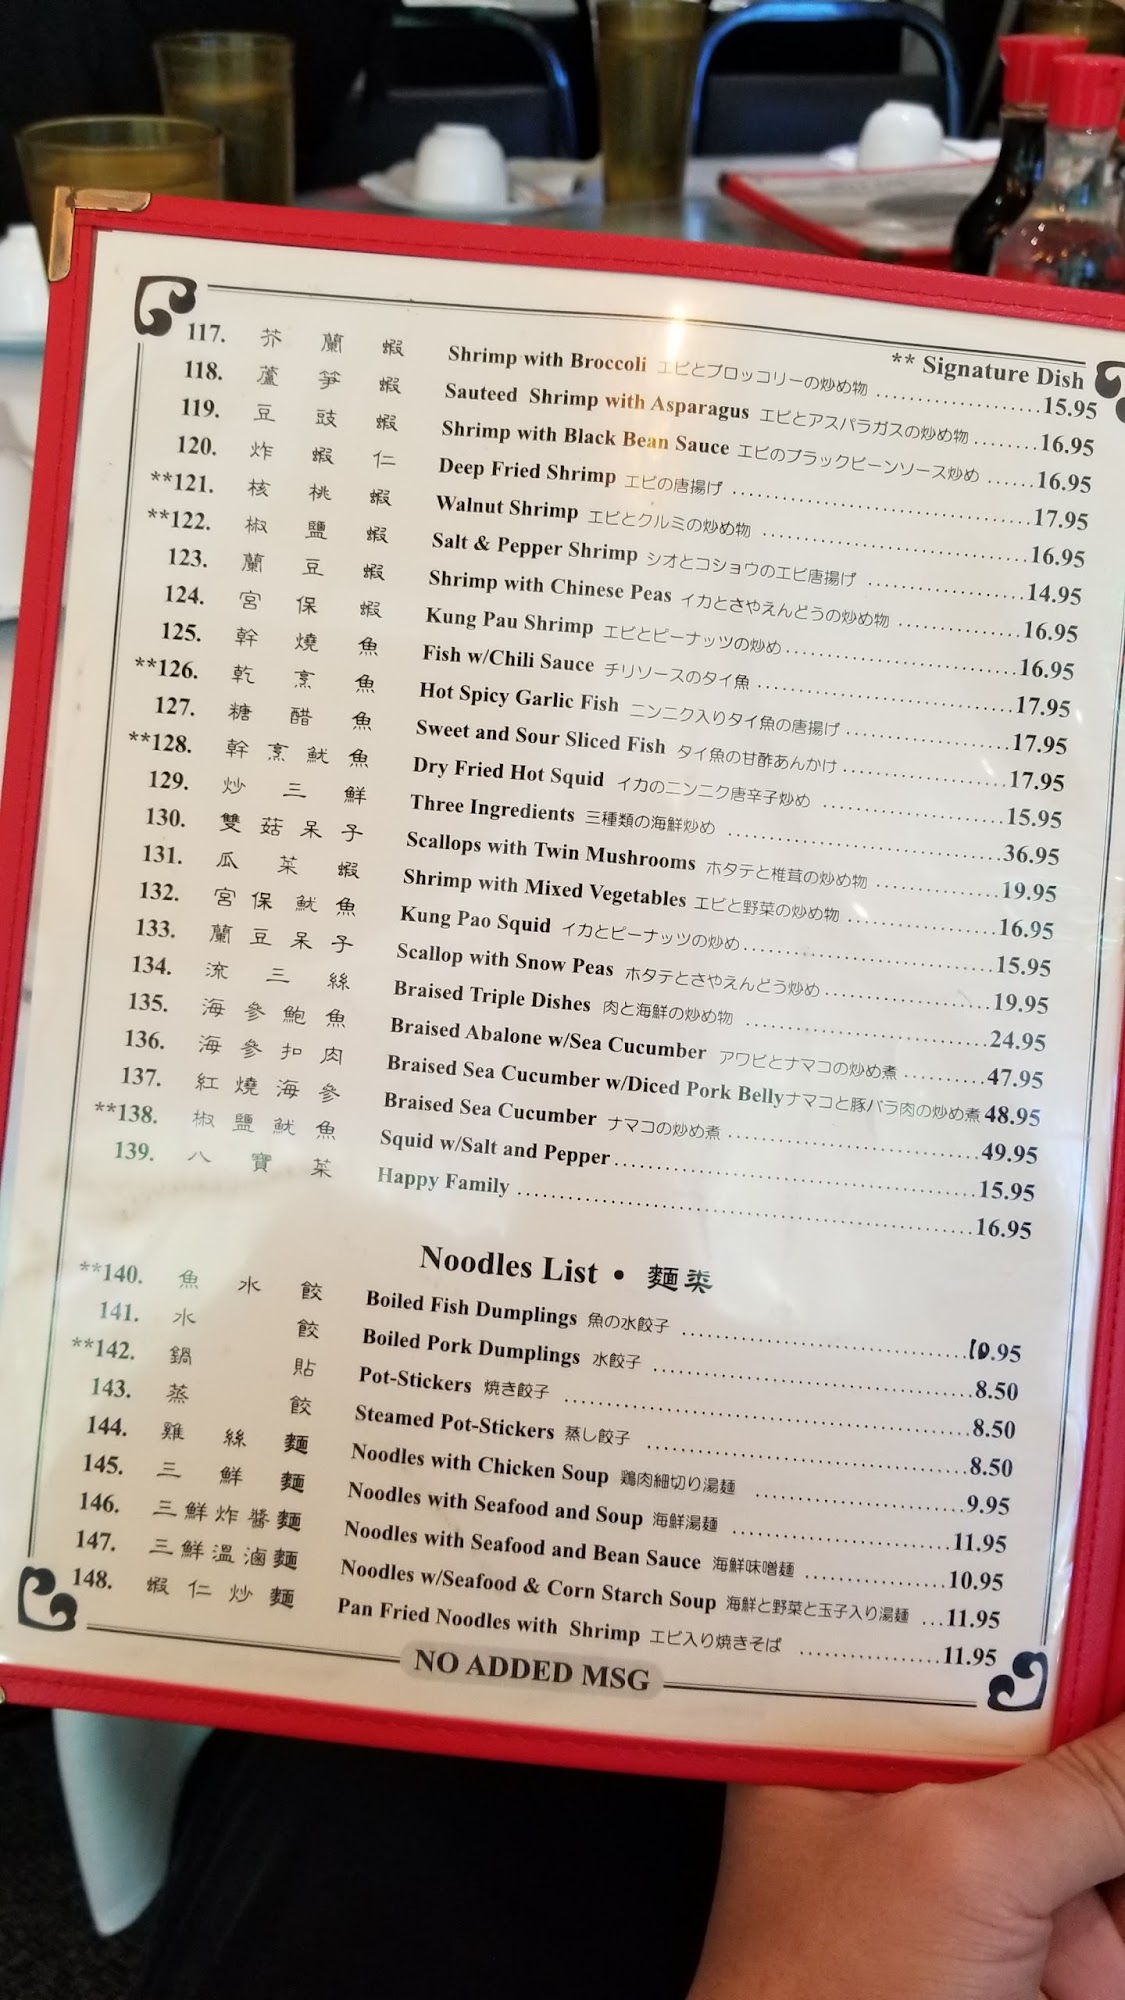 ** Signature Dish
117. 芥蘭蝦 Shrimp with Broccoli エビとブロッコリーの炒め物 15.95
118. 蘆筍蝦 Sauteed Shrimp with Asparagus エビとアスパラガスの炒め物 16.95
119. 豆豉蝦 Shrimp with Black Bean Sauce エビのブラックビーンソース炒め 16.95
120. 炸蝦仁 Deep Fried Shrimp エビの唐揚げ 17.95
**121. 核桃蝦 Walnut Shrimp エビとクルミの炒め物 16.95
**122. 椒鹽蝦 Salt & Pepper Shrimp シオとコショウのエビ唐揚げ 14.95
123. 蘭豆蝦 Shrimp with Chinese Peas イカとさやえんどうの炒め物 16.95
124. 宮保蝦 Kung Pau Shrimp エビとピーナッツの炒め 16.95
125. 幹燒魚 Fish w/Chili Sauce チリソースのタイ魚 17.95
**126. 乾烹魚 Hot Spicy Garlic Fish ニンニク入りタイ魚の唐揚げ 17.95
127. 糖醋魚 Sweet and Sour Sliced Fish タイ魚の甘酢あんかけ 17.95
**128. 幹烹魷魚 Dry Fried Hot Squid イカのニンニク唐辛子炒め 15.95
129. 炒三鮮 Three Ingredients 三種類の海鮮炒め 36.95
130. 雙菇呆子 Scallops with Twin Mushrooms ホタテと椎茸の炒め物 19.95
131. 瓜菜蝦 Shrimp with Mixed Vegetables エビと野菜の炒め物 16.95
132. 宮保魷魚 Kung Pao Squid イカとピーナッツの炒め 15.95
133. 蘭豆呆子 Scallop with Snow Peas ホタテとさやえんどう炒め 19.95
134. 流三絲 Braised Triple Dishes 肉と海鮮の炒め物 24.95
135. 海參鮑魚 Braised Abalone w/Sea Cucumber アワビとナマコの炒め煮 47.95
136. 海參扣肉 Braised Sea Cucumber w/Diced Pork Belly ナマコと豚バラ肉の炒め煮 48.95
137. 紅燒海參 Braised Sea Cucumber ナマコの炒め煮 49.95
**138. 椒鹽魷魚 Squid w/Salt and Pepper 15.95
139. 八寶菜 Happy Family 16.95
Noodles List • 麵類
**140. 魚水餃 Boiled Fish Dumplings 魚の水餃子 10.95
141. 水餃 Boiled Pork Dumplings 水餃子 8.50
**142. 鍋貼 Pot-Stickers 焼き餃子 8.50
143. 蒸餃 Steamed Pot-Stickers 蒸し餃子 8.50
144. 雞絲麵 Noodles with Chicken Soup 鶏肉細切り湯麺 9.95
145. 三鮮麵 Noodles with Seafood and Soup 海鮮湯麺 11.95
146. 三鮮炸醬麵 Noodles with Seafood and Bean Sauce 海鮮味噌麺 10.95
147. 三鮮溫滷麵 Noodles w/Seafood & Corn Starch Soup 海鮮と野菜と玉子入り湯麺 11.95
148. 蝦仁炒麵 Pan Fried Noodles with Shrimp エビ入り焼きそば 11.95
NO ADDED MSG